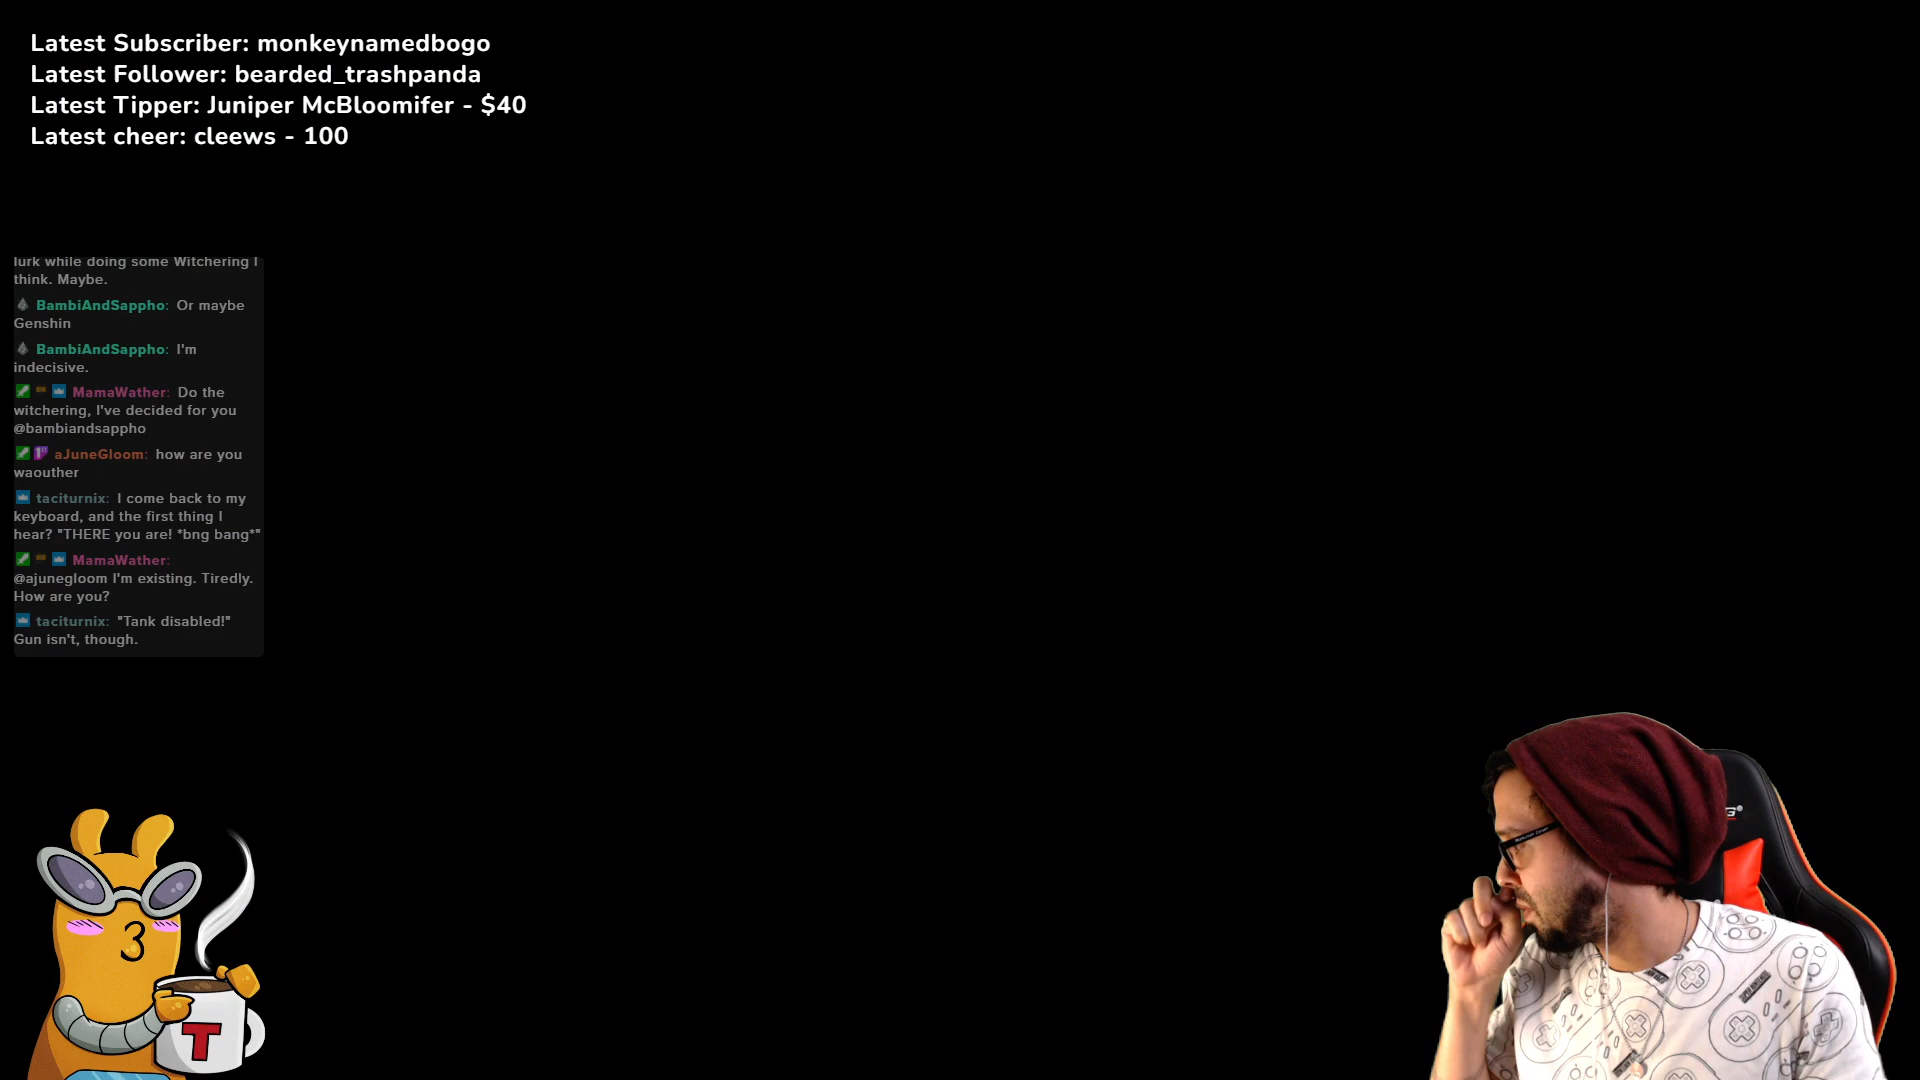 Latest Subscriber: monkeynamedbogo
Latest Follower: bearded_trashpanda
Latest Tipper: Juniper McBloomifer - $40
Latest cheer: cleews - 100
lurk while doing some Witchering I
think. Maybe.
BambiAndSappho: Or maybe
Genshin
BambiAndSappho: I'm
indecisive.
MamaWather: Do the
witchering, I've decided for you
@bambiandsappho
aJuneGloom: how are you
waouther
taciturnix: I come back to my
keyboard, and the first thing I
hear? "THERE you are! *bng bang*"
MamaWather:
@ajunegloom I'm existing. Tiredly.
How are you?
taciturnix: "Tank disabled!"
Gun isn't, though.
T